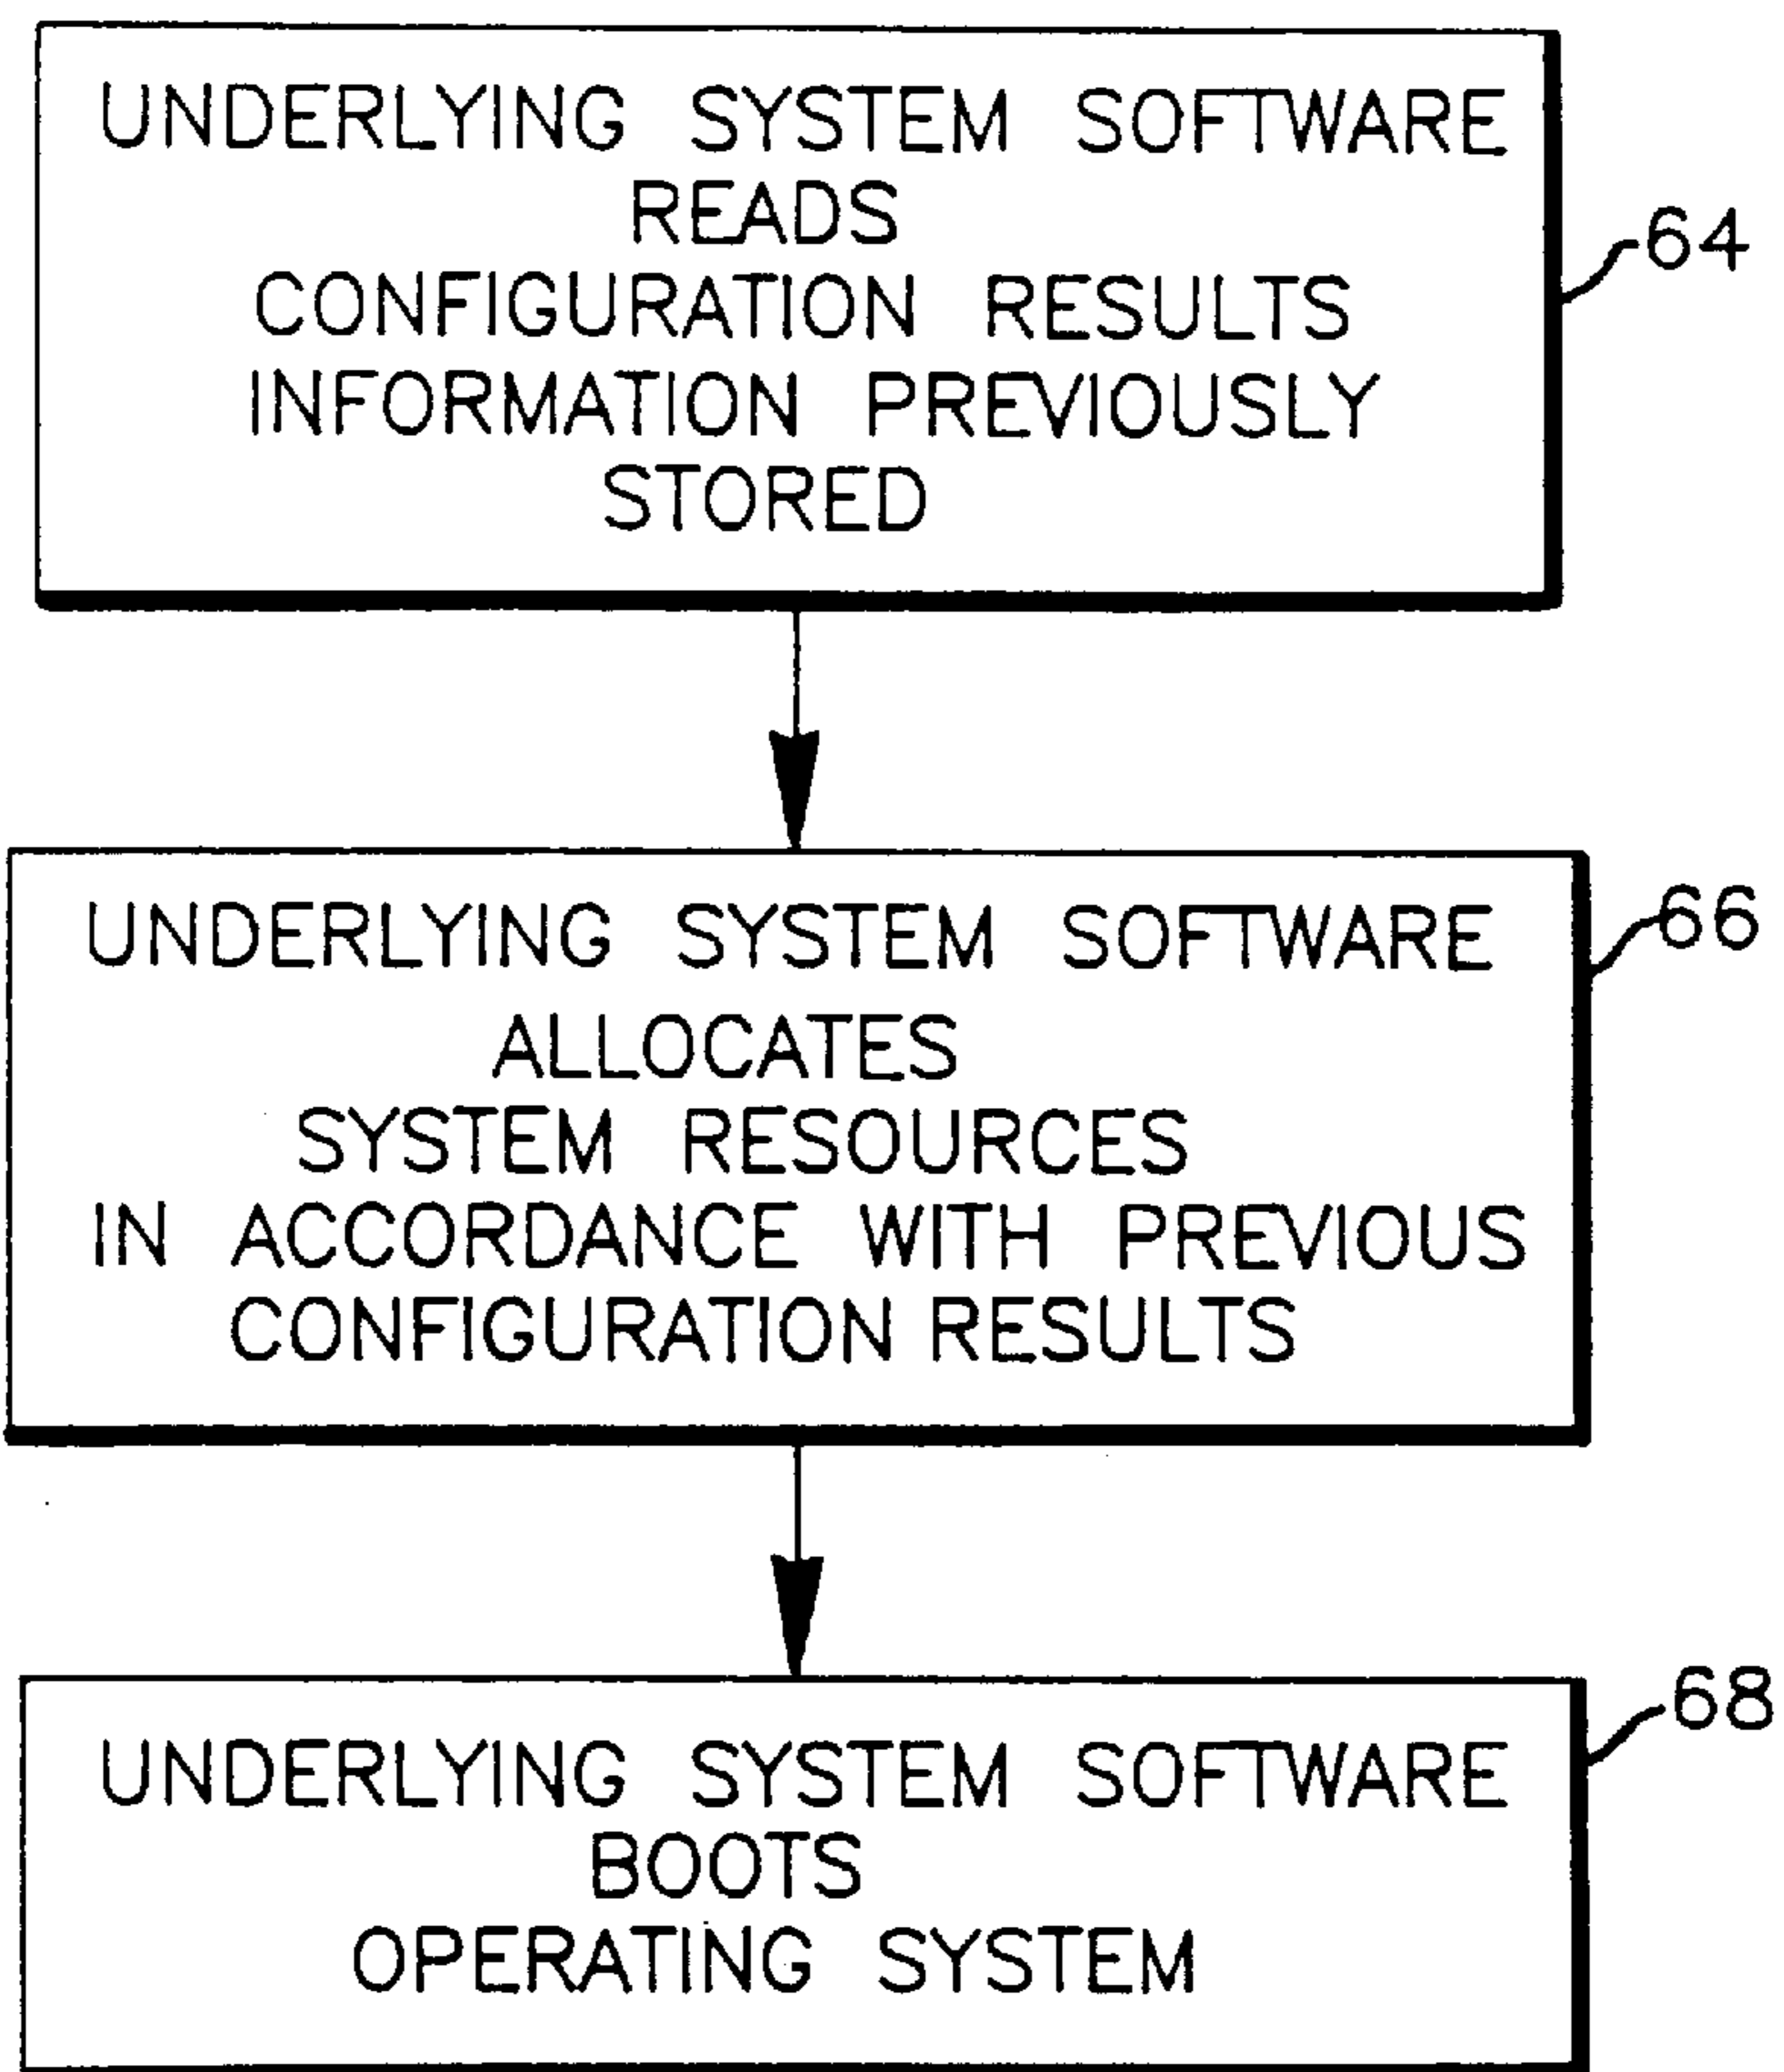 UNDERLYING SYSTEM SOFTWARE
READS
CONFIGURATION RESULTS
INFORMATION PREVIOUSLY
STORED
64
UNDERLYING SYSTEM SOFTWARE
ALLOCATES
SYSTEM RESOURCES
IN ACCORDANCE WITH PREVIOUS
CONFIGURATION RESULTS
66
UNDERLYING SYSTEM SOFTWARE
BOOTS
OPERATING SYSTEM
68